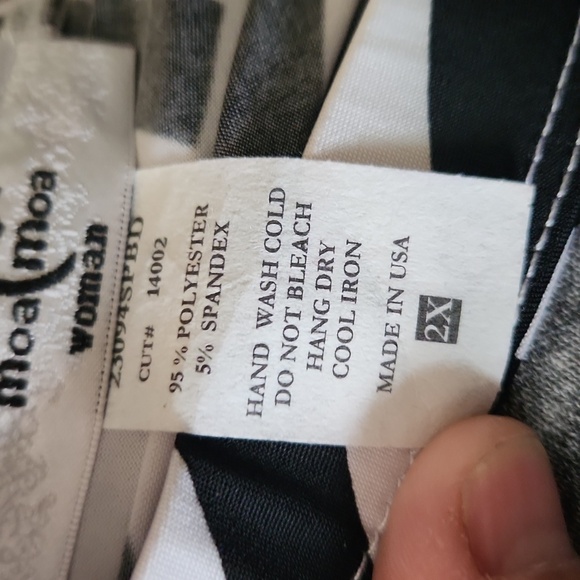 moa moa
woman
23094SPBD
CUT# 14002
95 % POLYESTER
5% SPANDEX
HAND WASH COLD
DO NOT BLEACH
HANG DRY
COOL IRON
MADE IN USA
2X